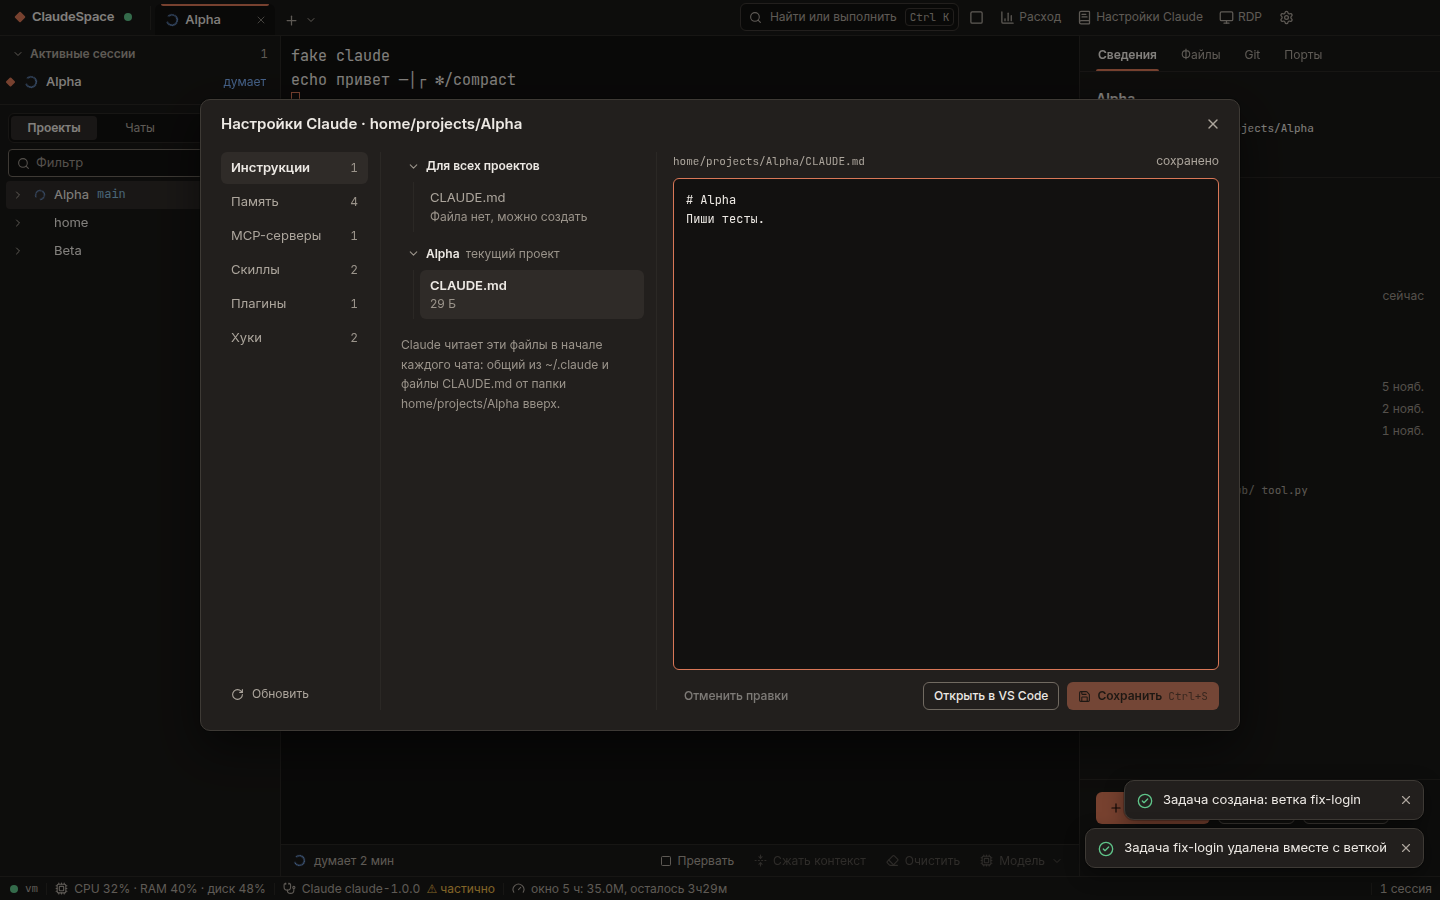 ClaudeSpace
Alpha
Найти или выполнить Ctrl K
Расход
Настройки Claude
RDP
Активные сессии 1
Alpha думает
Проекты Чаты
Фильтр
Alpha main
home
Beta
fake claude
echo привет —│┌ ✻/compact
Сведения Файлы Git Порты
Alpha
jects/Alpha
сейчас
5 нояб.
2 нояб.
1 нояб.
b/ tool.py
Настройки Claude · home/projects/Alpha
Инструкции 1
Память 4
MCP-серверы 1
Скиллы 2
Плагины 1
Хуки 2
Обновить
Для всех проектов
CLAUDE.md
Файла нет, можно создать
Alpha текущий проект
CLAUDE.md
29 Б
Claude читает эти файлы в начале
каждого чата: общий из ~/.claude и
файлы CLAUDE.md от папки
home/projects/Alpha вверх.
home/projects/Alpha/CLAUDE.md сохранено
# Alpha
Пиши тесты.
Отменить правки
Открыть в VS Code
Сохранить Ctrl+S
Задача создана: ветка fix-login
Задача fix-login удалена вместе с веткой
думает 2 мин
Прервать
Сжать контекст
Очистить
Модель
vm
CPU 32% · RAM 40% · диск 48%
Claude claude-1.0.0 ⚠ частично
окно 5 ч: 35.0M, осталось 3ч29м
1 сессия